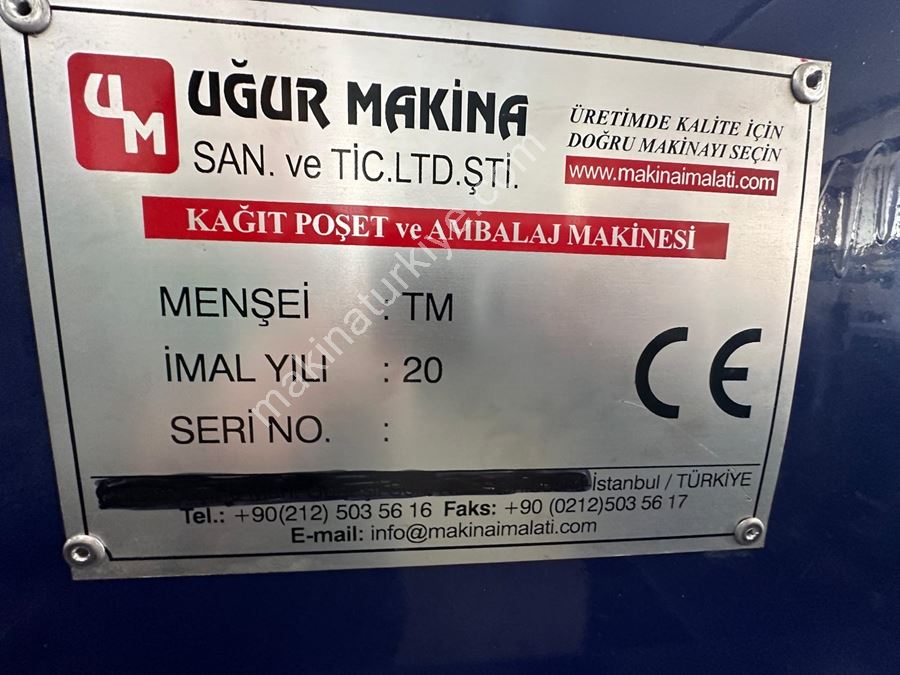 UM
UĞUR MAKİNA
SAN. ve TİC.LTD.ŞTİ.
ÜRETİMDE KALİTE İÇİN
DOĞRU MAKİNAYI SEÇİN
www.makinaimalati.com
KAĞIT POŞET ve AMBALAJ MAKİNESİ
MENŞEİ : TM
İMAL YILI : 20
SERİ NO. :
CE
İstanbul / TÜRKİYE
Tel.: +90(212) 503 56 16 Faks: +90 (0212)503 56 17
E-mail: info@makinaimalati.com
makinaturkiye.com